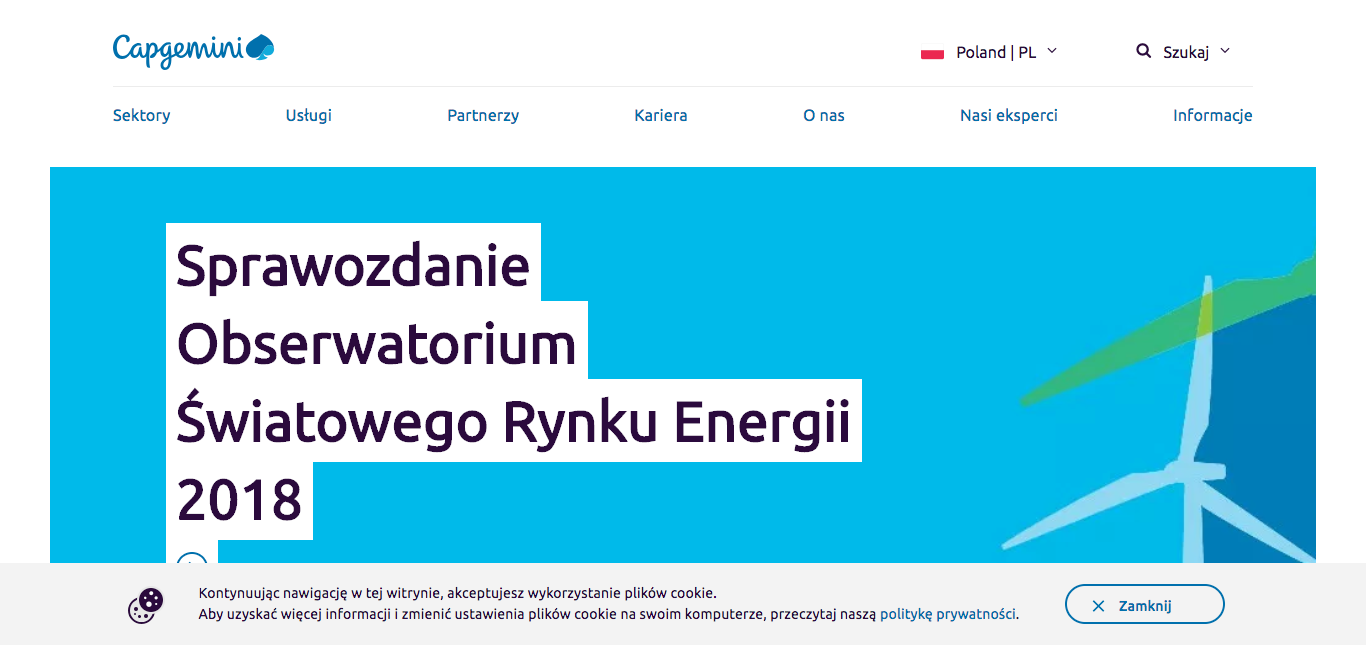 Capgemini
Poland | PL
Szukaj
Sektory
Usługi
Partnerzy
Kariera
O nas
Nasi eksperci
Informacje
Sprawozdanie
Obserwatorium
Światowego Rynku Energii
2018
Kontynuując nawigację w tej witrynie, akceptujesz wykorzystanie plików cookie.
Aby uzyskać więcej informacji i zmienić ustawienia plików cookie na swoim komputerze, przeczytaj naszą politykę prywatności.
Zamknij